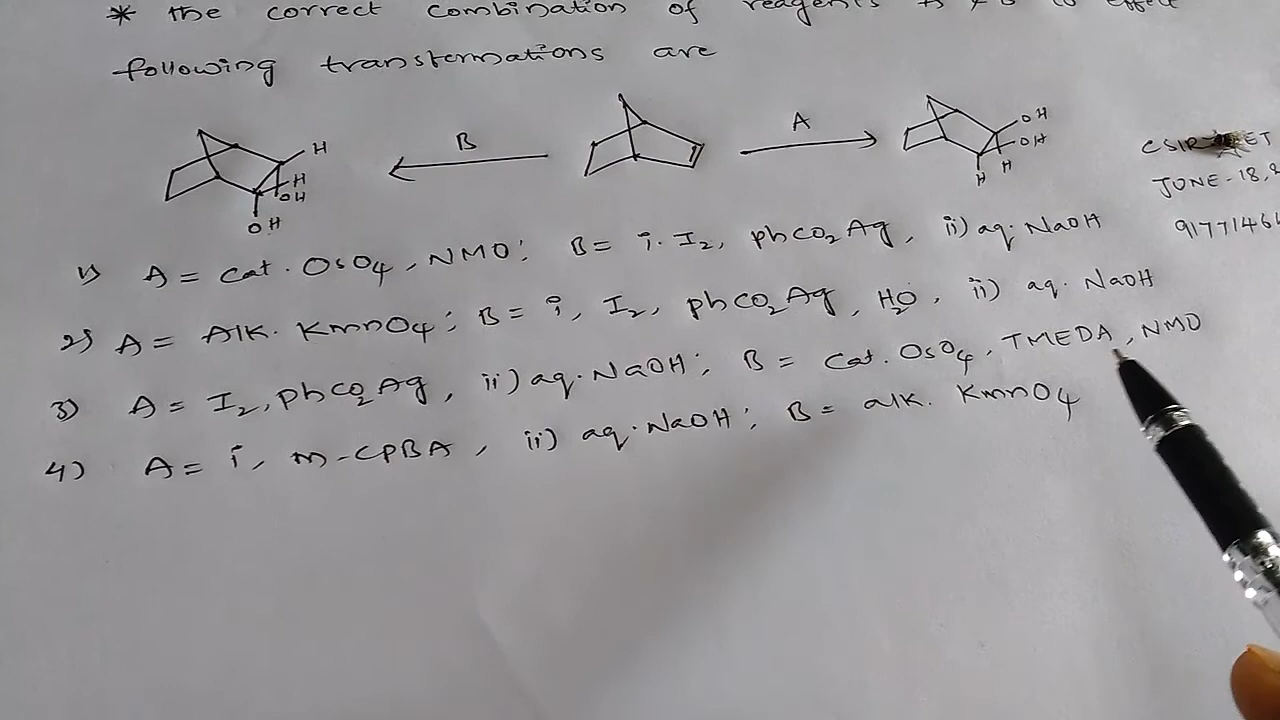 * the correct combination of reagents A & B to effect
following transformations are
B
A
H
H
OH
OH
OH
OH
H
H
CSIR NET
JUNE-18,
9177146
1) A = cat. OsO4, NMO; B = i. I2, phCO2Ag, ii) aq. NaOH
2) A = Alk. KmnO4; B = i, I2, phCO2Ag, H2O, ii) aq. NaOH
3) A = I2, phCO2Ag, ii) aq. NaOH; B = Cat. OsO4, TMEDA, NMO
4) A = i, m-CPBA, ii) aq. NaOH; B = alk. KmnO4